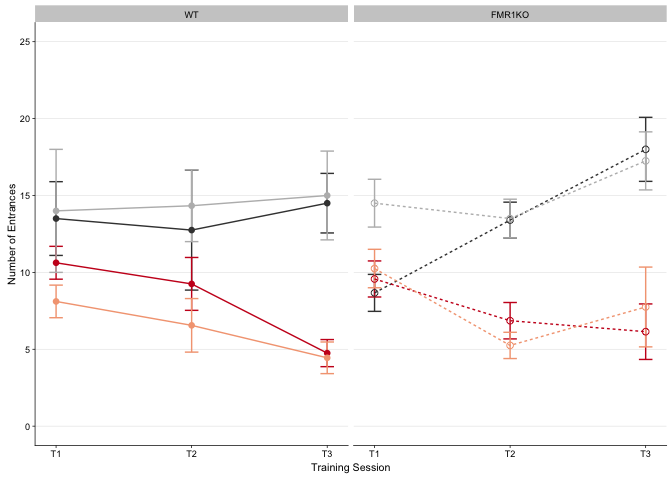 WT
FMR1KO
Number of Entrances
25
20
15
10
5
0
T1
T2
T3
T1
T2
T3
Training Session